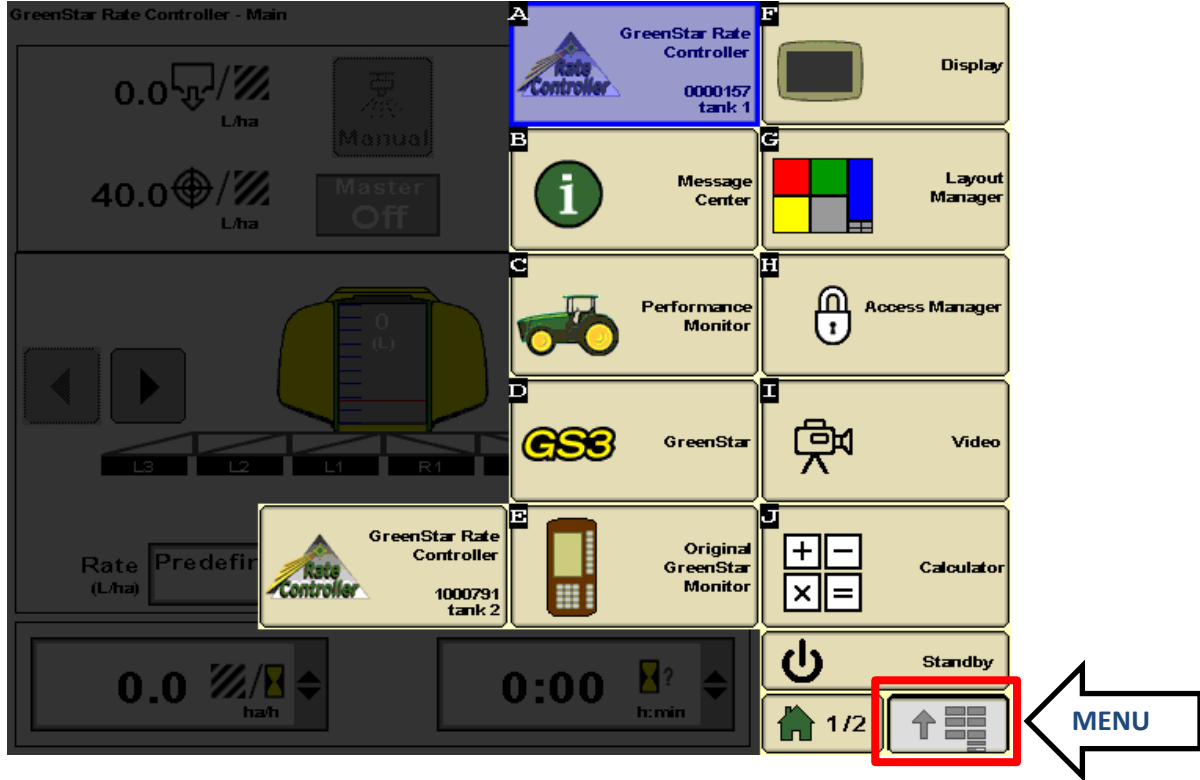 GreenStar Rate Controller - Main
0.0
L/ha
Manual
40.0
L/ha
Master
Off
0
(L)
L3
L2
L1
R1
Rate
(L/ha)
Predefin
0.0
ha/h
0:00
?
h:min
A
GreenStar Rate
Controller
Rate
Controller
0000157
tank 1
B
i
Message
Center
C
Performance
Monitor
D
GS3
GreenStar
GreenStar Rate
Controller
Rate
Controller
1000791
tank 2
E
Original
GreenStar
Monitor
F
Display
G
Layout
Manager
H
Access Manager
I
Video
J
+ −
× =
Calculator
Standby
1/2
MENU